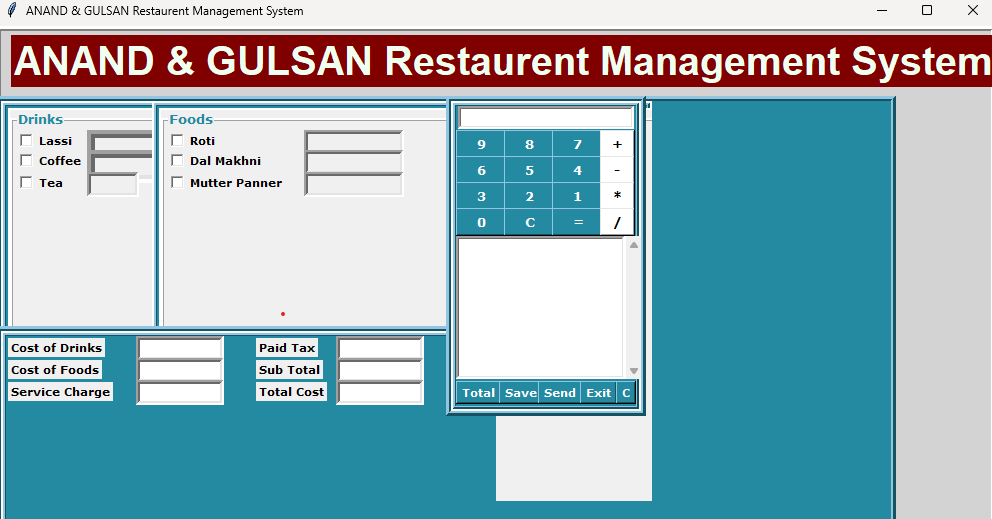 ANAND & GULSAN Restaurent Management System
ANAND & GULSAN Restaurent Management System
Drinks
Lassi
Coffee
Tea
Foods
Roti
Dal Makhni
Mutter Panner
9 8 7 +
6 5 4 -
3 2 1 *
0 C = /
Cost of Drinks
Cost of Foods
Service Charge
Paid Tax
Sub Total
Total Cost
Total Save Send Exit C